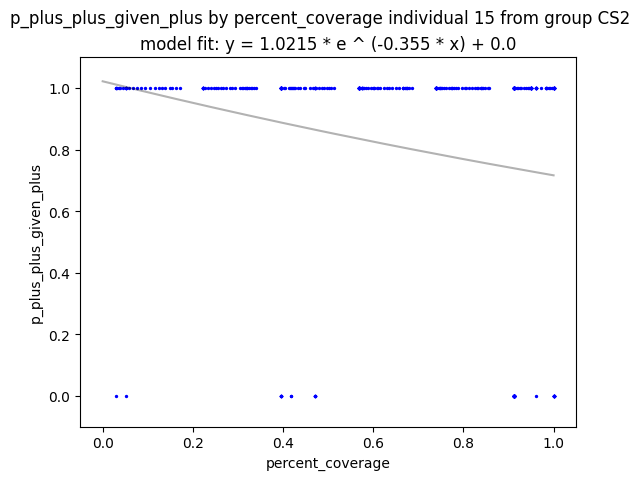 p_plus_plus_given_plus by percent_coverage individual 15 from group CS2
model fit: y = 1.0215 * e ^ (-0.355 * x) + 0.0
1.0
0.8
0.6
0.4
0.2
0.0
p_plus_plus_given_plus
0.0 0.2 0.4 0.6 0.8 1.0
percent_coverage